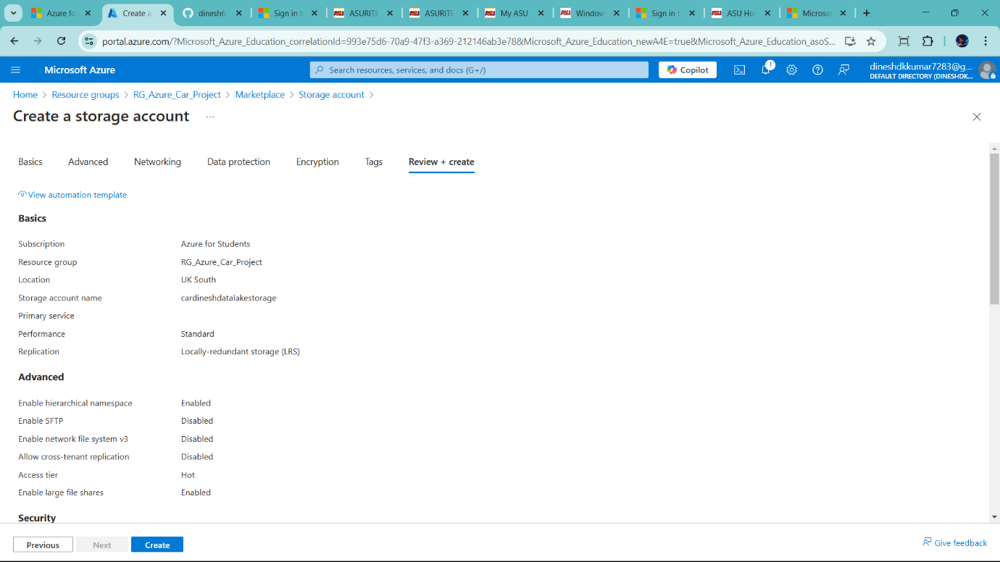 Azure fo
Create a
dinesh6
Sign in t
ASURITE
ASURITE
My ASU
Window
Sign in t
ASU Ho
Microso
portal.azure.com/?Microsoft_Azure_Education_correlationId=993e75d6-70a9-47f3-a369-212146ab3e78&Microsoft_Azure_Education_newA4E=true&Microsoft_Azure_Education_asoS...
Microsoft Azure
Search resources, services, and docs (G+/)
Copilot
1
dineshdkkumar7283@g...
DEFAULT DIRECTORY (DINESHDK...
Home > Resource groups > RG_Azure_Car_Project > Marketplace > Storage account >
Create a storage account ...
Basics Advanced Networking Data protection Encryption Tags Review + create
View automation template
Basics
Subscription Azure for Students
Resource group RG_Azure_Car_Project
Location UK South
Storage account name cardineshdatalakestorage
Primary service
Performance Standard
Replication Locally-redundant storage (LRS)
Advanced
Enable hierarchical namespace Enabled
Enable SFTP Disabled
Enable network file system v3 Disabled
Allow cross-tenant replication Disabled
Access tier Hot
Enable large file shares Enabled
Security
Previous Next Create Give feedback